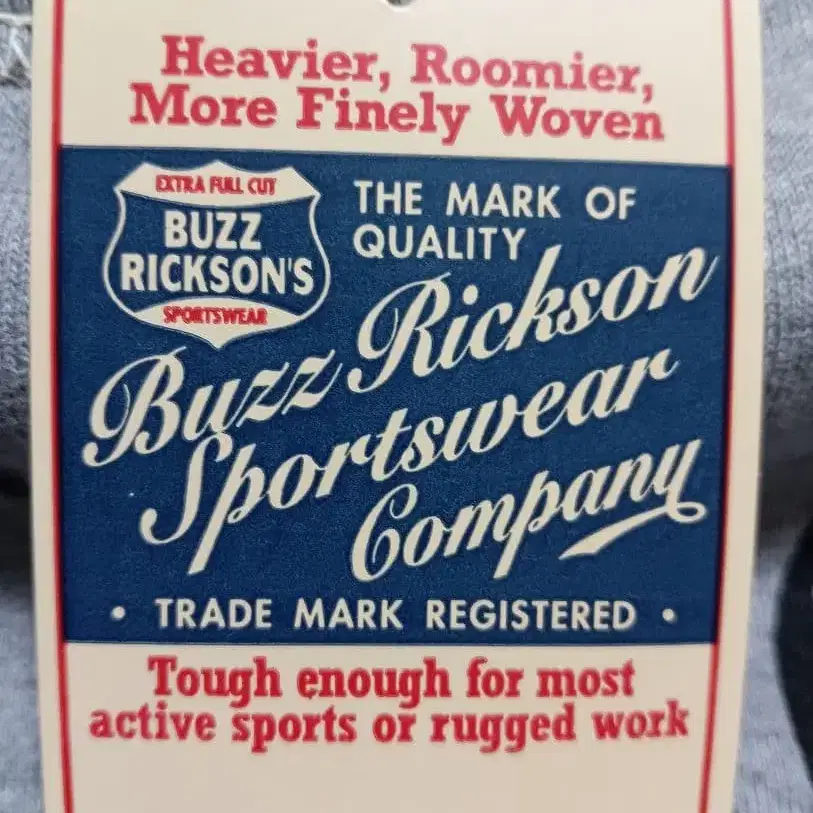 Heavier, Roomier,
More Finely Woven
EXTRA FULL CUT
BUZZ
RICKSON'S
SPORTSWEAR
THE MARK OF
QUALITY
Buzz Rickson
Sportswear
Company
• TRADE MARK REGISTERED •
Tough enough for most
active sports or rugged work